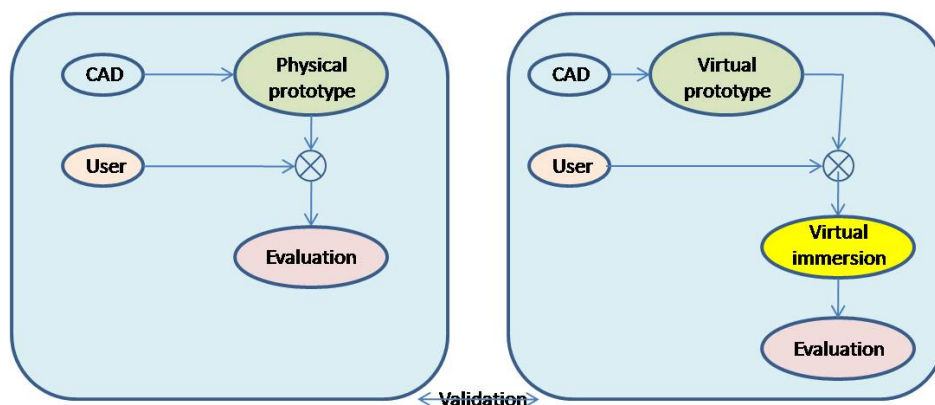 CAD
Physical
prototype
User
Evaluation
CAD
Virtual
prototype
User
Virtual
immersion
Evaluation
Validation